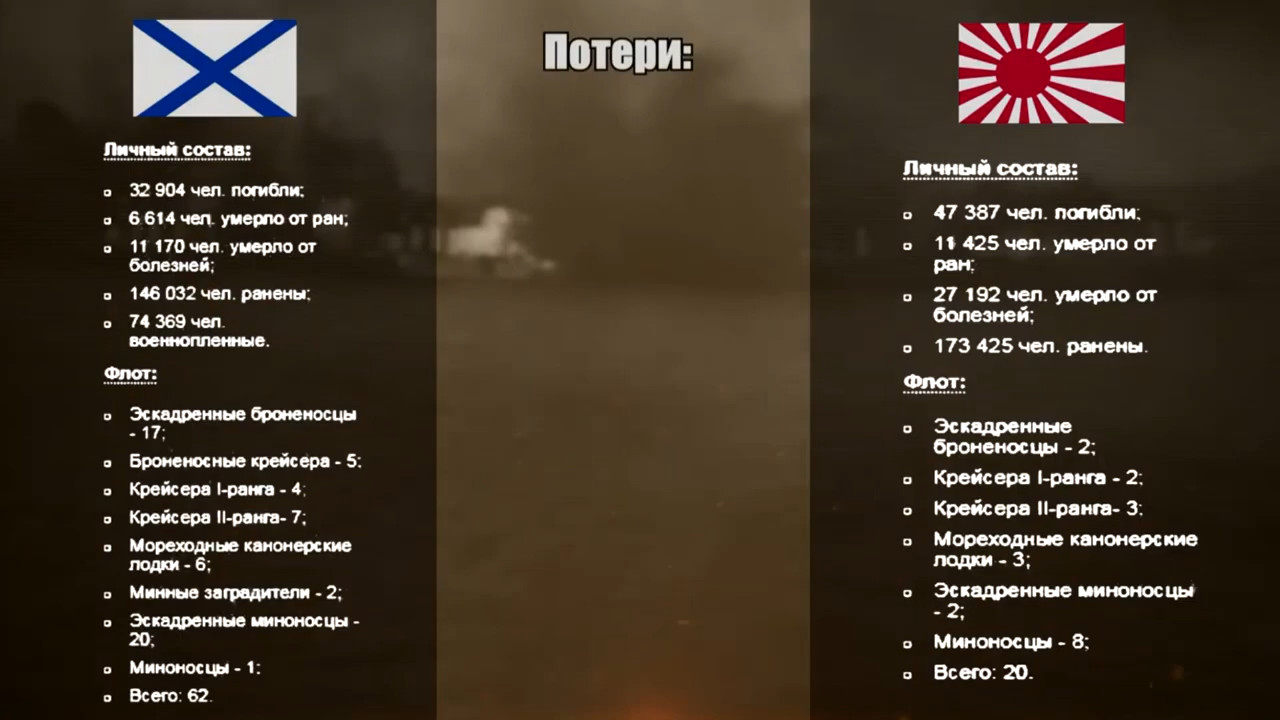 Потери:
Личный состав:
32 904 чел. погибли;
6 614 чел. умерло от ран;
11 170 чел. умерло от
болезней;
146 032 чел. ранены;
74 369 чел.
военнопленные.
Флот:
Эскадренные броненосцы
- 17;
Броненосные крейсера - 5;
Крейсера I-ранга - 4;
Крейсера II-ранга- 7;
Мореходные канонерские
лодки - 6;
Минные заградители - 2;
Эскадренные миноносцы -
20;
Миноносцы - 1;
Всего: 62.
Личный состав:
47 387 чел. погибли;
11 425 чел. умерло от
ран;
27 192 чел. умерло от
болезней;
173 425 чел. ранены.
Флот:
Эскадренные
броненосцы - 2;
Крейсера I-ранга - 2;
Крейсера II-ранга- 3;
Мореходные канонерские
лодки - 3;
Эскадренные миноносцы
- 2;
Миноносцы - 8;
Всего: 20.